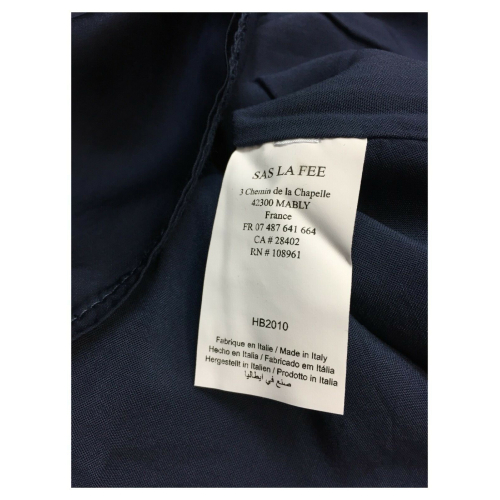 SAS LA FEE
3 Chemin de la Chapelle
42300 MABLY
France
FR 07 487 641 664
CA # 28402
RN # 108961
HB2010
Fabrique en Italie / Made in Italy
Hecho en Italia / Fabricado em Itália
Hergestellt in Italien / Prodotto in Italia
صنع في ايطاليا